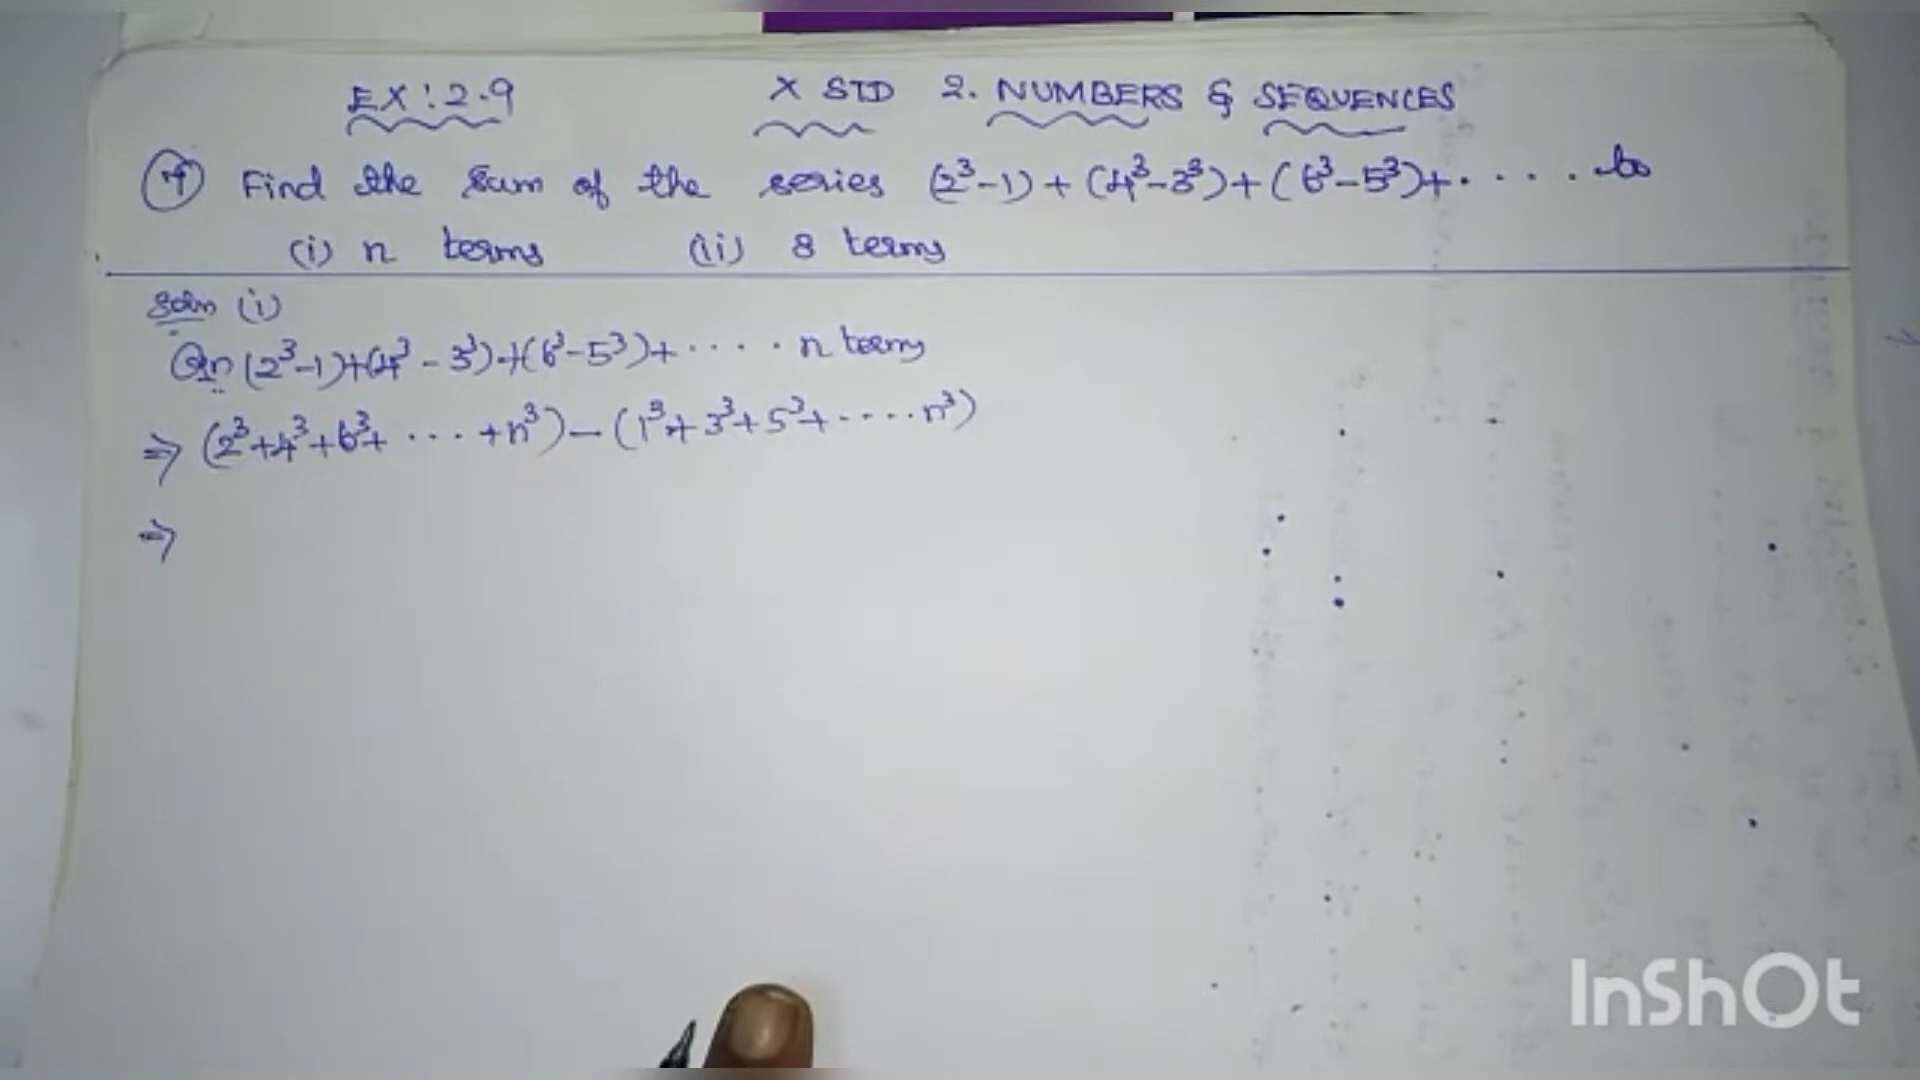 EX: 2.9 X STD 2. NUMBERS & SEQUENCES
Find the Sum of the series (2³-1) + (4³-3³)+(6³-5³)+..... to
(i) n terms (ii) 8 terms
Soln (i)
Gn (2³-1)+(4³-3³)+(6³-5³)+..... n terms
⇒ (2³+4³+6³+ ... +n³)-(1³+3³+5³+.....n³)
⇒
InShOt